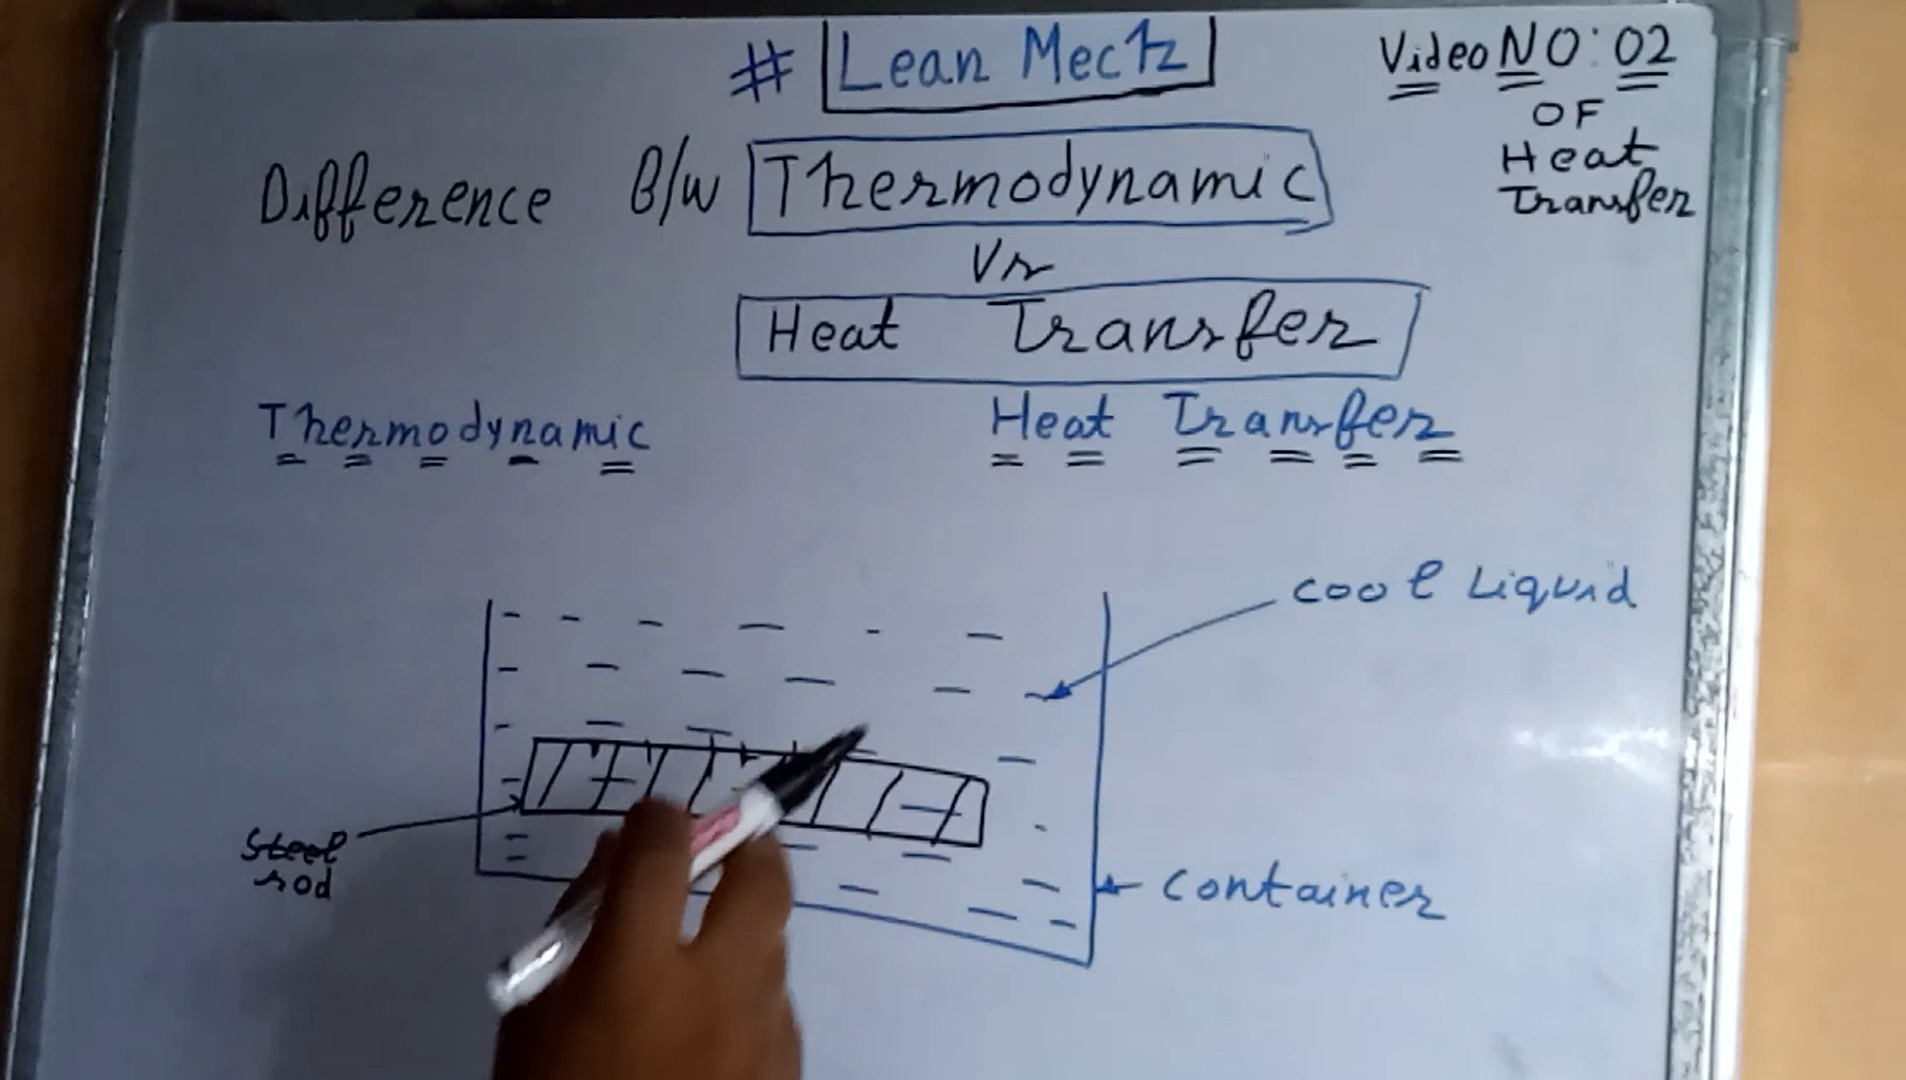 # Lean Mech
Video NO: 02
OF
Heat
Transfer
Difference B/w Thermodynamic
Vs
Heat Transfer
Thermodynamic
Heat Transfer
Cool Liquid
Steel
rod
Container